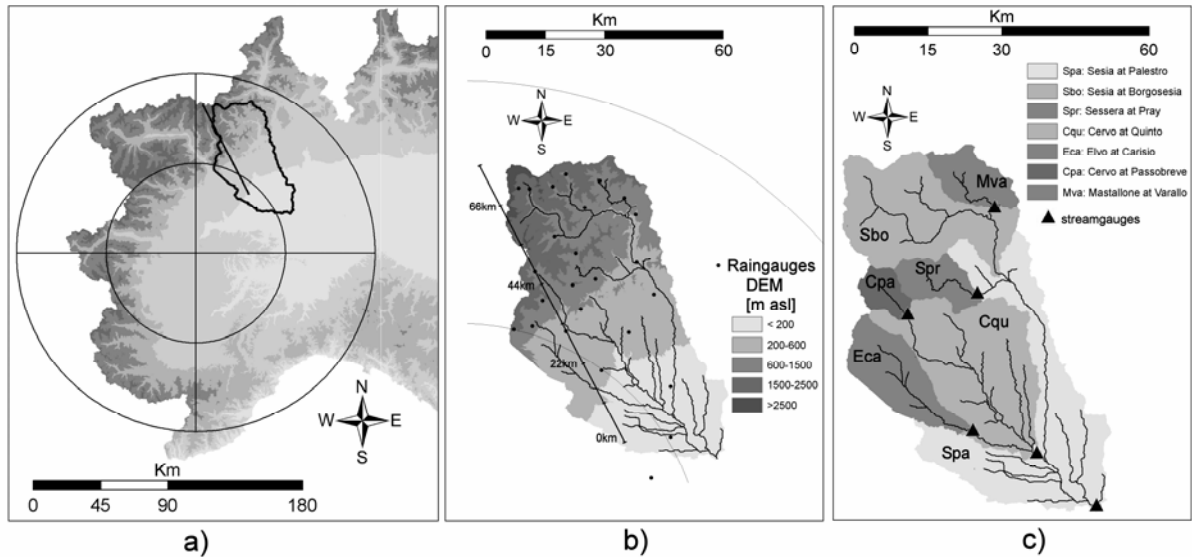 Km
0 45 90 180
N
W E
S
a)
Km
0 15 30 60
N
W E
S
66km
44km
22km
0km
Raingauges
DEM
[m asl]
< 200
200-600
600-1500
1500-2500
>2500
b)
Km
0 15 30 60
N
W E
S
Spa: Sesia at Palestro
Sbo: Sesia at Borgosesia
Spr: Sessera at Pray
Cqu: Cervo at Quinto
Eca: Elvo at Carisio
Cpa: Cervo at Passobreve
Mva: Mastallone at Varallo
streamgauges
Mva
Sbo
Spr
Cpa
Cqu
Eca
Spa
c)